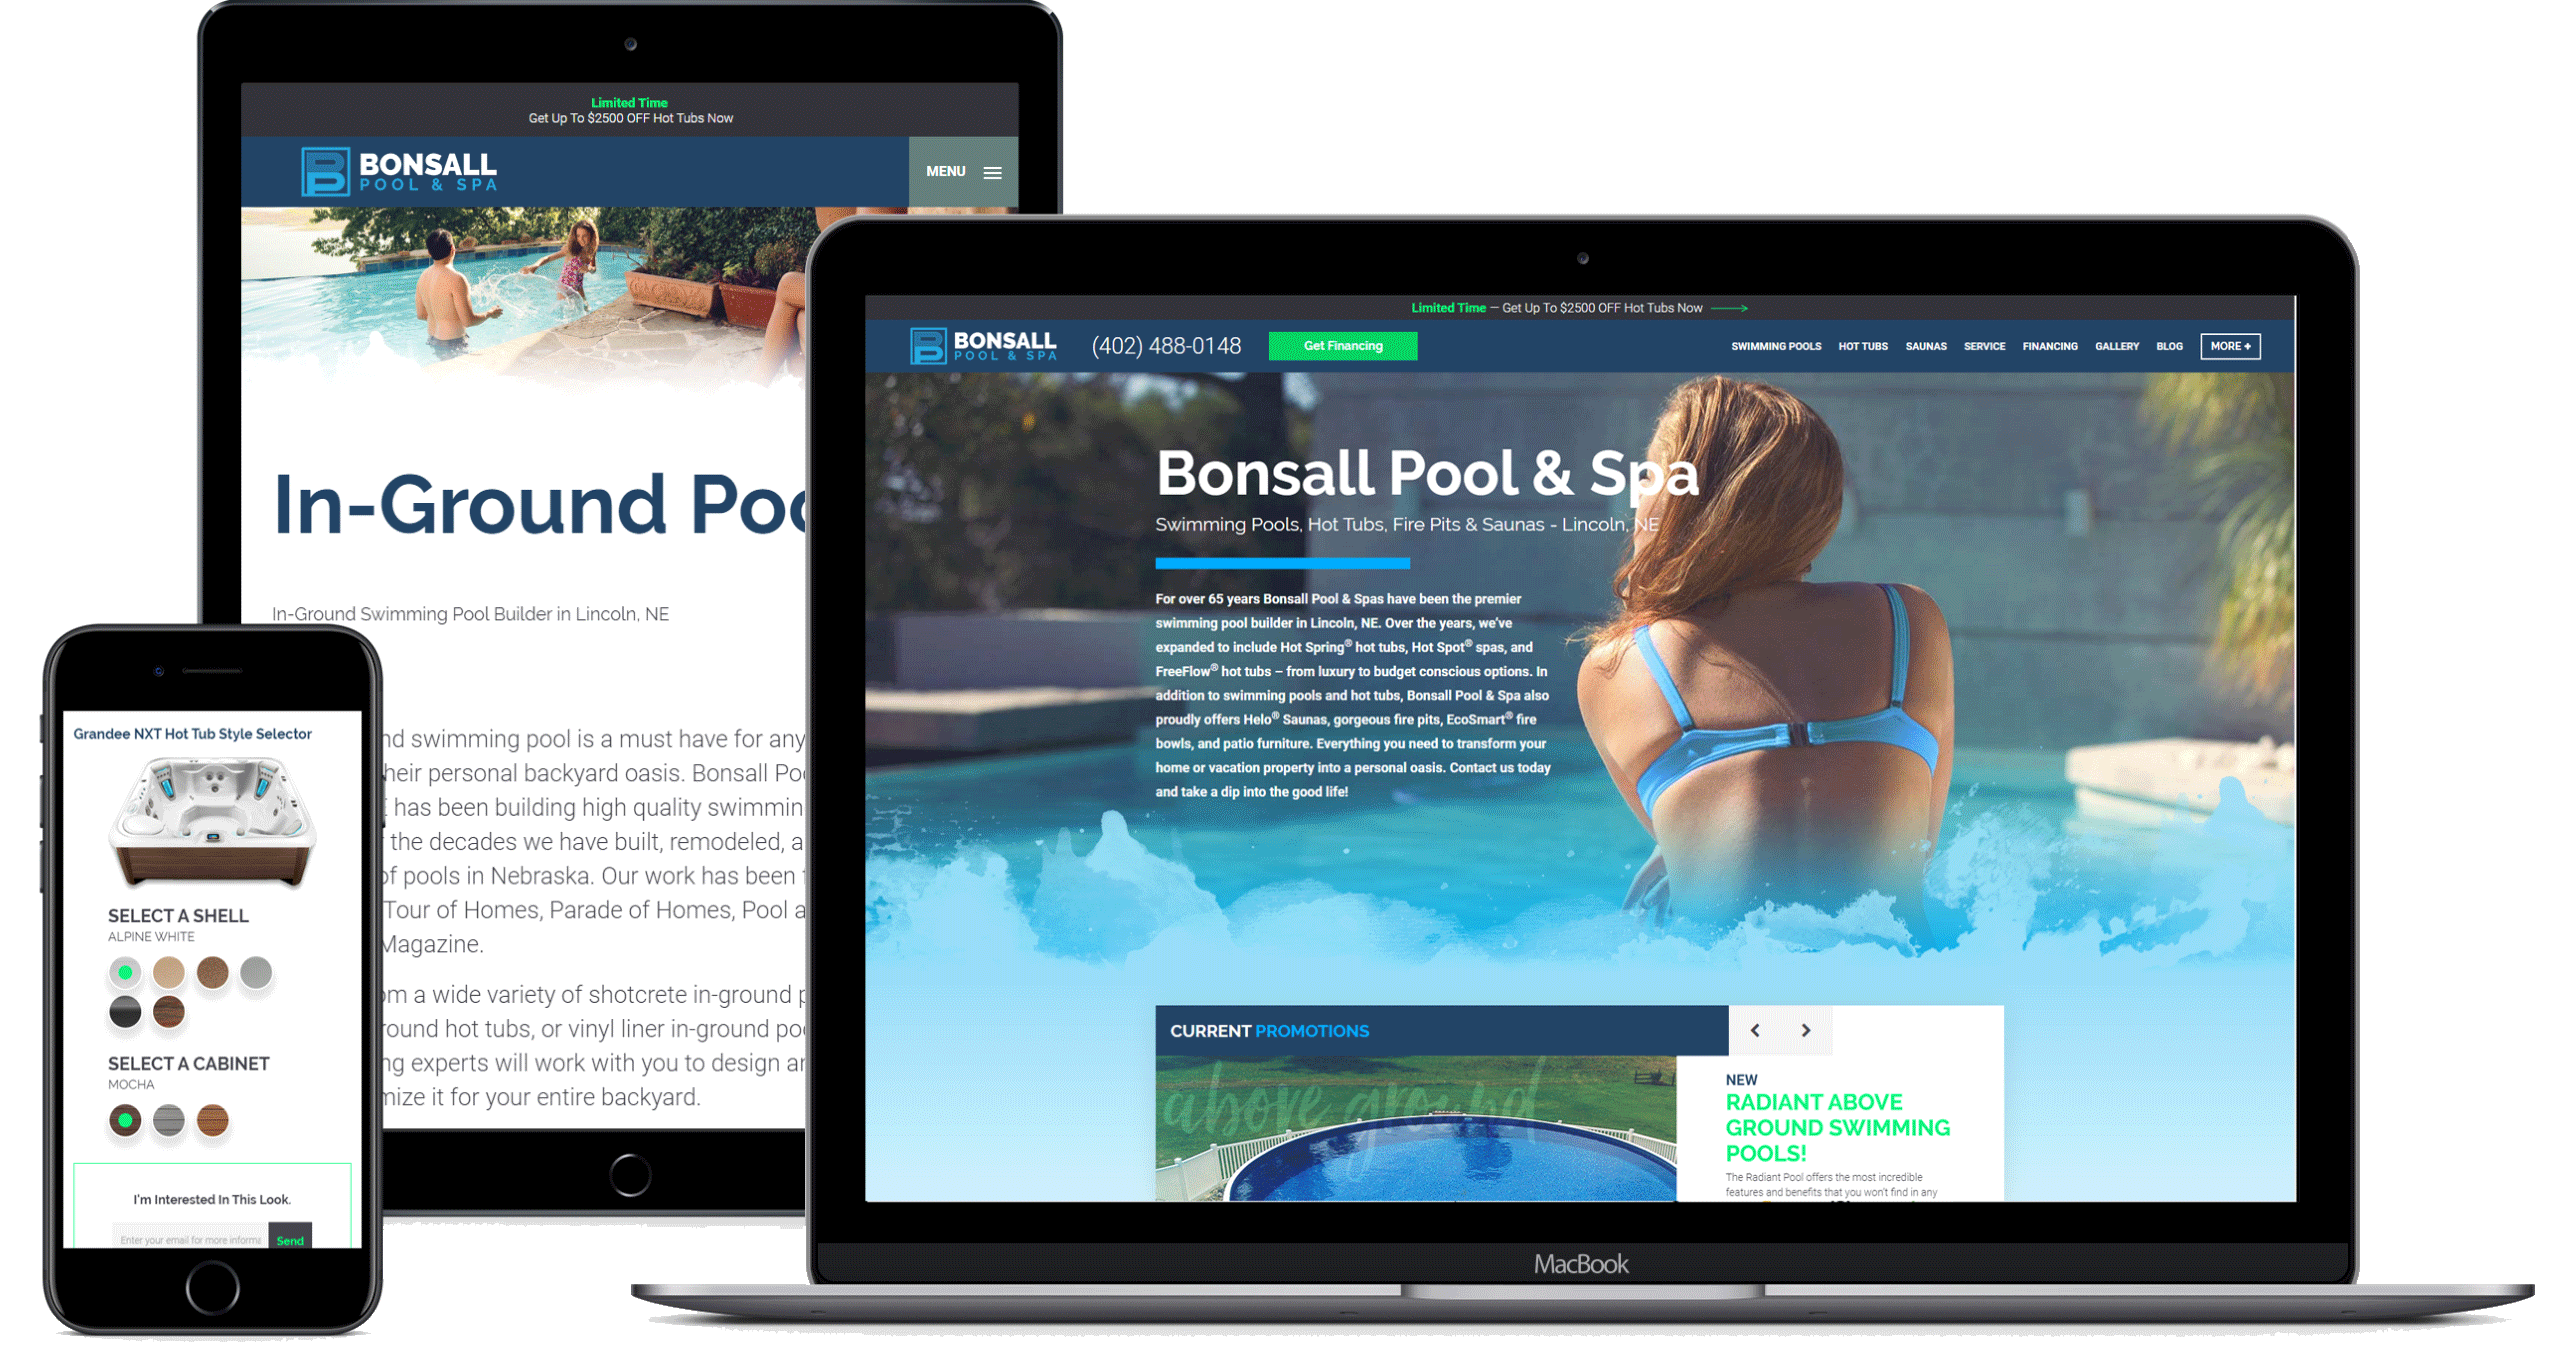 Limited Time
Get Up To $2500 OFF Hot Tubs Now
BONSALL
POOL & SPA
MENU
In-Ground
In-Ground Swimming Pool Builder in Lincoln, NE
swimming pool is a must have for any
their personal backyard oasis. Bonsall
has been building high quality
the decades we have built, remodeled,
of pools in Nebraska. Our work has been
Tour of Homes, Parade of Homes, Pool
Magazine.
a wide variety of shotcrete in-ground
hot tubs, or vinyl liner in-ground
experts will work with you to design
it for your entire backyard.
Grandee NXT Hot Tub Style Selector
SELECT A SHELL
ALPINE WHITE
SELECT A CABINET
MOCHA
I'm Interested In This Look.
Enter your email for more
Send
Limited Time — Get Up To $2500 OFF Hot Tubs Now
BONSALL
POOL & SPA
(402) 488-0148
Get Financing
SWIMMING POOLS HOT TUBS SAUNAS SERVICE FINANCING GALLERY BLOG MORE +
Bonsall Pool & Spa
Swimming Pools, Hot Tubs, Fire Pits & Saunas - Lincoln, NE
For over 65 years Bonsall Pool & Spas have been the premier
swimming pool builder in Lincoln, NE. Over the years, we've
expanded to include Hot Spring® hot tubs, Hot Spot® spas, and
FreeFlow® hot tubs – from luxury to budget conscious options. In
addition to swimming pools and hot tubs, Bonsall Pool & Spa also
proudly offers Helo® Saunas, gorgeous fire pits, EcoSmart® fire
bowls, and patio furniture. Everything you need to transform your
home or vacation property into a personal oasis. Contact us today
and take a dip into the good life!
CURRENT PROMOTIONS
above ground
NEW
RADIANT ABOVE
GROUND SWIMMING
POOLS!
The Radiant Pool offers the most incredible
features and benefits that you won't find in any
MacBook